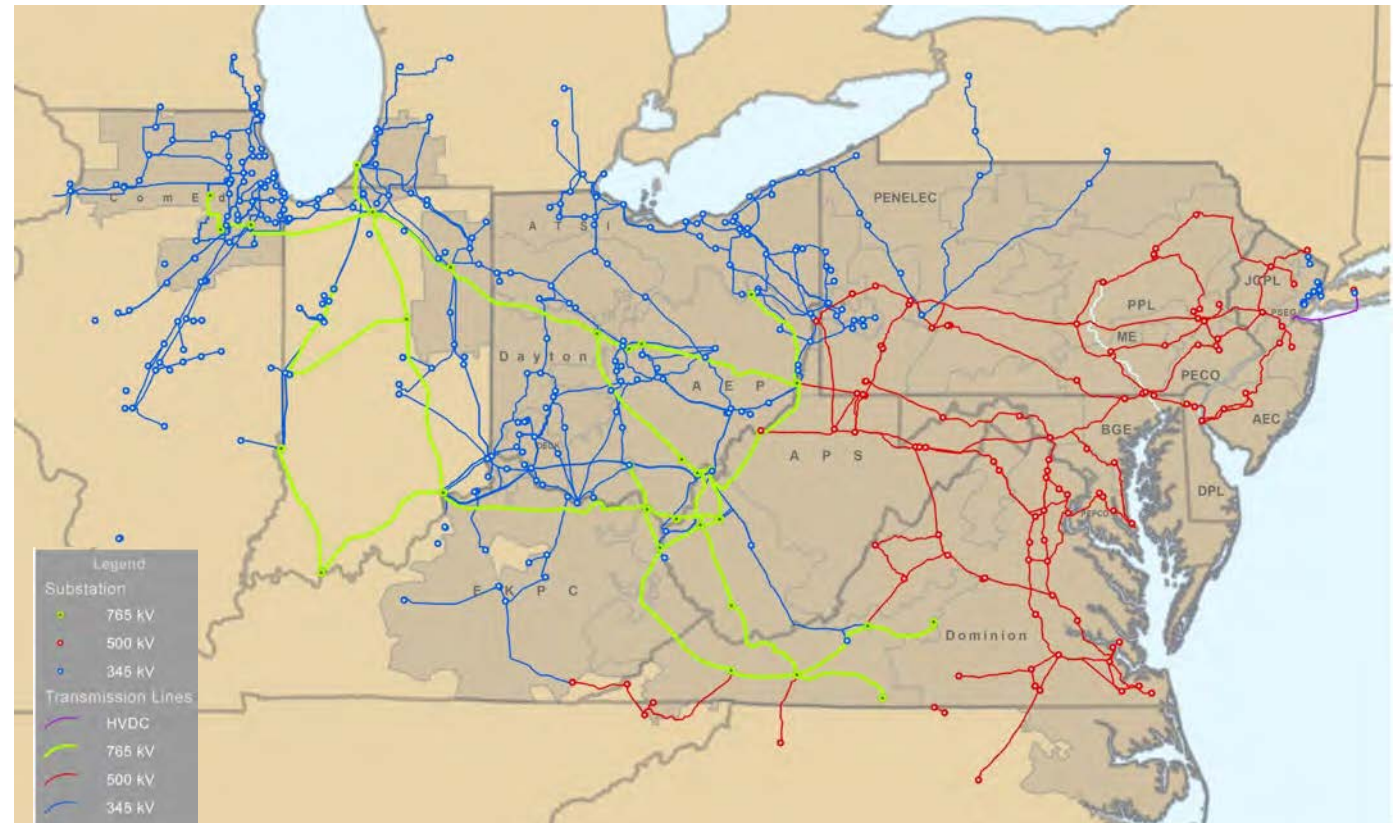 ComEd
ATSI
PENELEC
JCPL
PPL
PSEG
ME
Dayton
AEP
PECO
AEC
BGE
DEOK
APS
DPL
PEPCO
EKPC
Dominion
Legend
Substation
765 kV
500 kV
345 kV
Transmission Lines
HVDC
765 kV
500 kV
345 kV